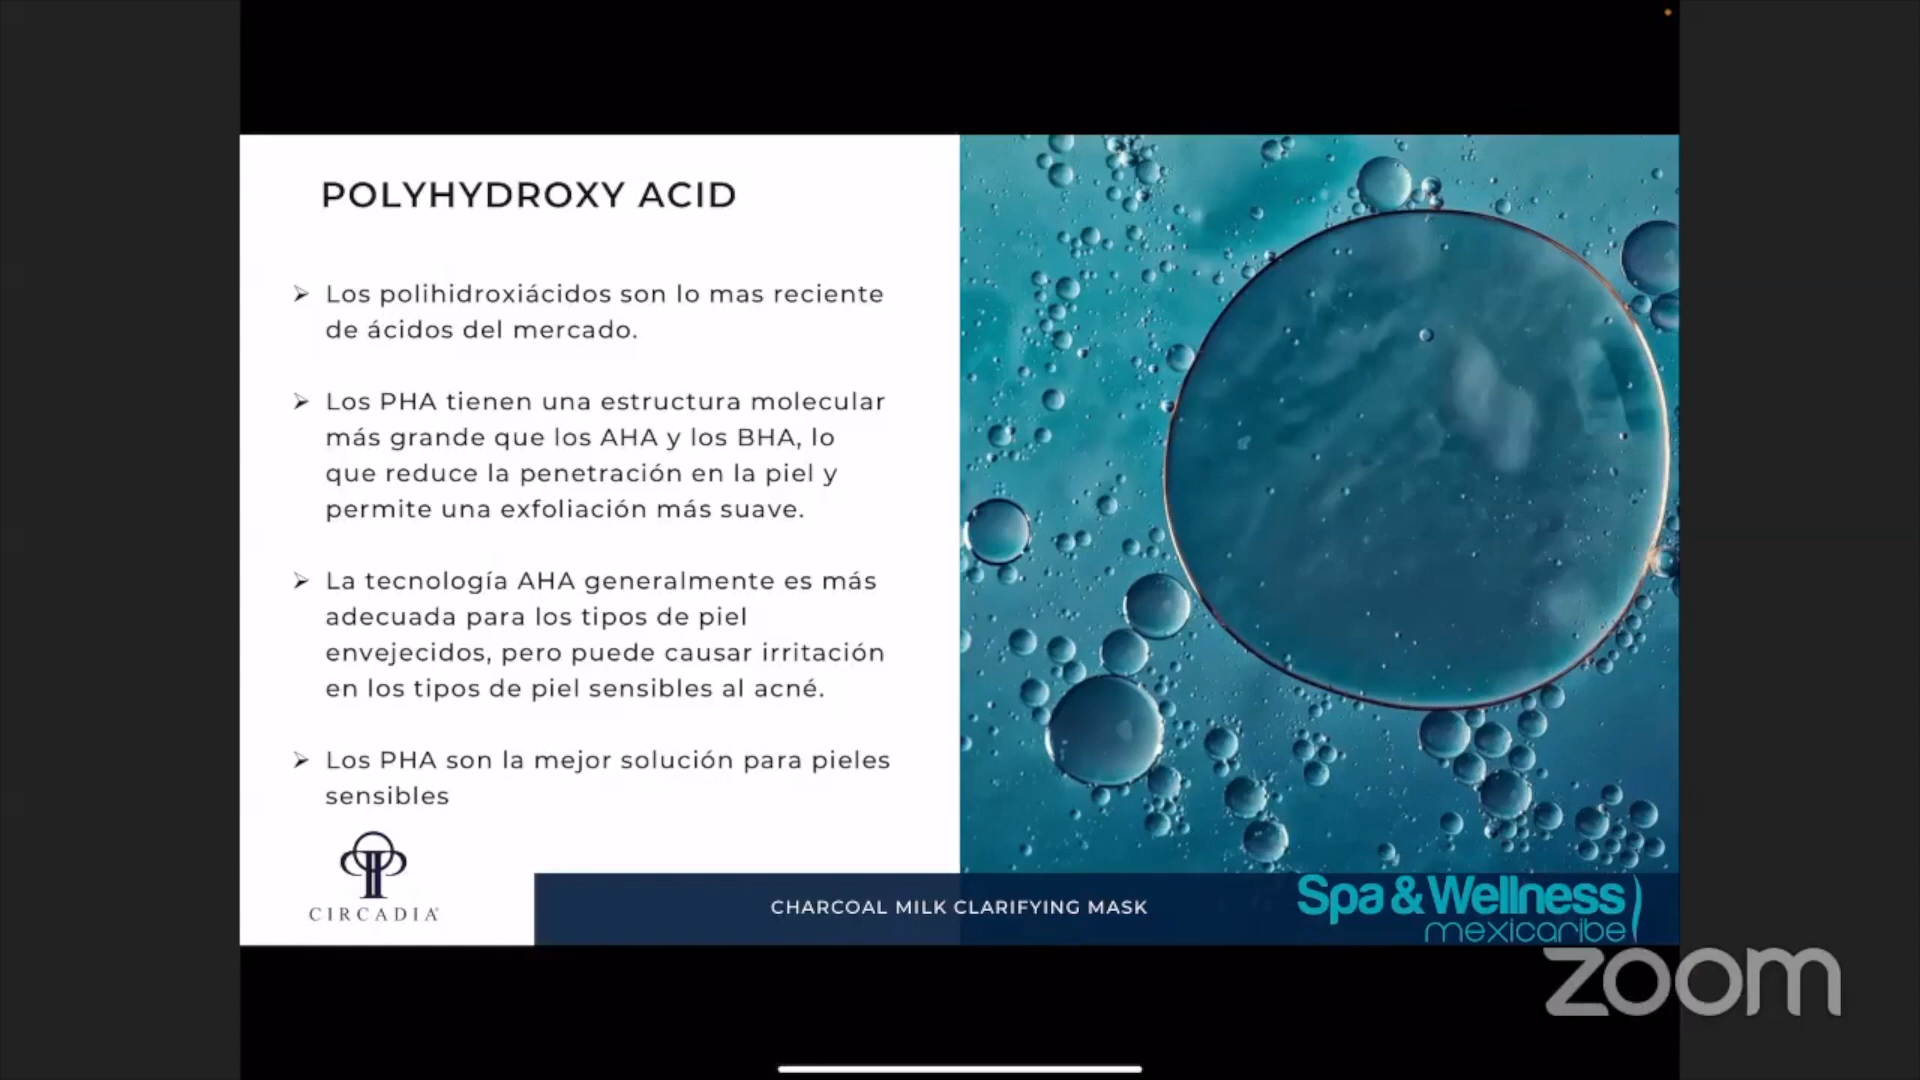 POLYHYDROXY ACID
Los polihidroxiácidos son lo mas reciente
de ácidos del mercado.
Los PHA tienen una estructura molecular
más grande que los AHA y los BHA, lo
que reduce la penetración en la piel y
permite una exfoliación más suave.
La tecnología AHA generalmente es más
adecuada para los tipos de piel
envejecidos, pero puede causar irritación
en los tipos de piel sensibles al acné.
Los PHA son la mejor solución para pieles
sensibles
CIRCADIA
CHARCOAL MILK CLARIFYING MASK
Spa & Wellness
mexicaribe
zoom